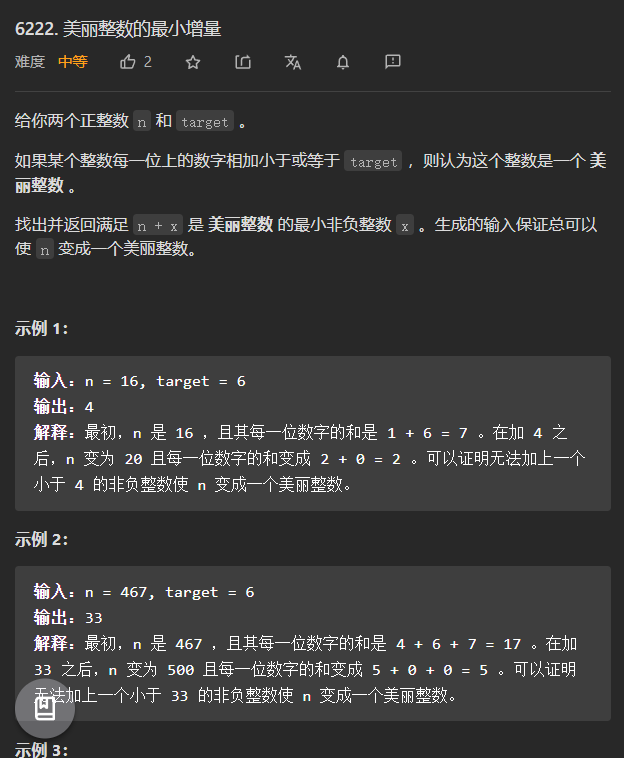 6222. 美丽整数的最小增量
难度 中等 2
给你两个正整数 n 和 target 。
如果某个整数每一位上的数字相加小于或等于 target ，则认为这个整数是一个 美
丽整数 。
找出并返回满足 n + x 是 美丽整数 的最小非负整数 x 。生成的输入保证总可以
使 n 变成一个美丽整数。
示例 1：
输入：n = 16, target = 6
输出：4
解释：最初，n 是 16 ，且其每一位数字的和是 1 + 6 = 7 。在加 4 之
后，n 变为 20 且每一位数字的和变成 2 + 0 = 2 。可以证明无法加上一个
小于 4 的非负整数使 n 变成一个美丽整数。
示例 2：
输入：n = 467, target = 6
输出：33
解释：最初，n 是 467 ，且其每一位数字的和是 4 + 6 + 7 = 17 。在加
33 之后，n 变为 500 且每一位数字的和变成 5 + 0 + 0 = 5 。可以证明
无法加上一个小于 33 的非负整数使 n 变成一个美丽整数。
示例 3：